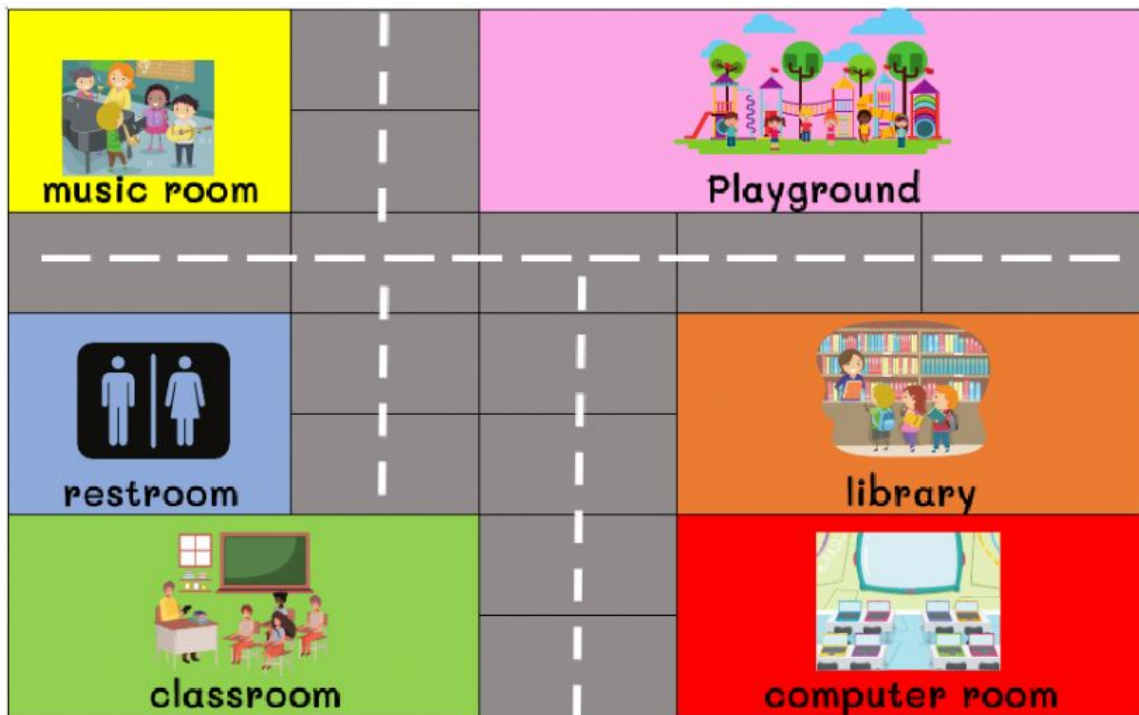 music room
Playground
restroom
library
classroom
computer room